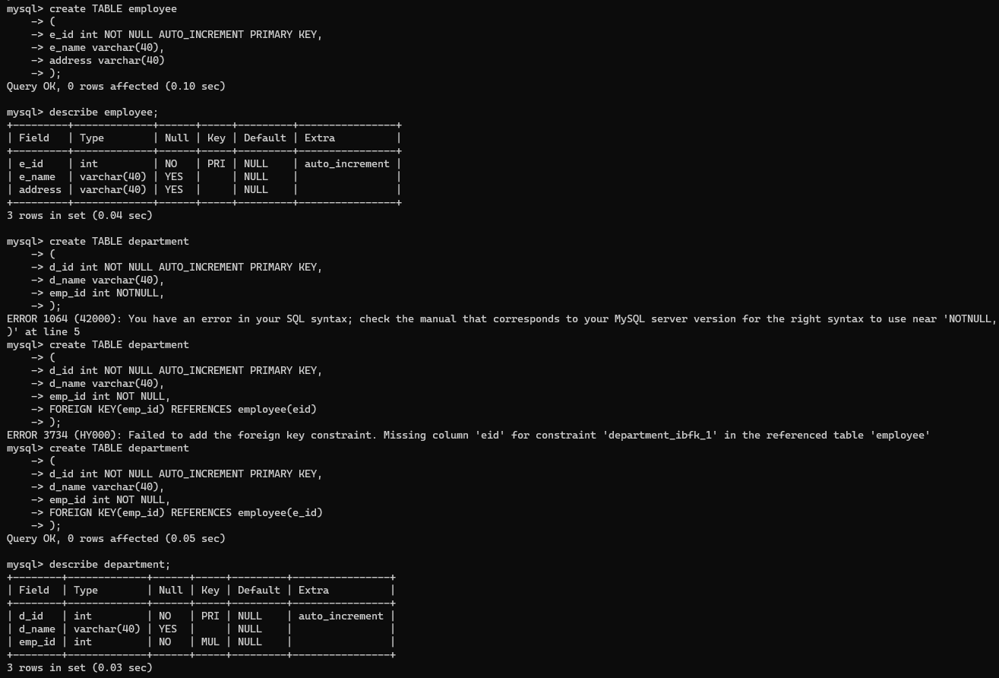 mysql> create TABLE employee
    -> (
    -> e_id int NOT NULL AUTO_INCREMENT PRIMARY KEY,
    -> e_name varchar(40),
    -> address varchar(40)
    -> );
Query OK, 0 rows affected (0.10 sec)

mysql> describe employee;
+---------+-------------+------+-----+---------+----------------+
| Field   | Type        | Null | Key | Default | Extra          |
+---------+-------------+------+-----+---------+----------------+
| e_id    | int         | NO   | PRI | NULL    | auto_increment |
| e_name  | varchar(40) | YES  |     | NULL    |                |
| address | varchar(40) | YES  |     | NULL    |                |
+---------+-------------+------+-----+---------+----------------+
3 rows in set (0.04 sec)

mysql> create TABLE department
    -> (
    -> d_id int NOT NULL AUTO_INCREMENT PRIMARY KEY,
    -> d_name varchar(40),
    -> emp_id int NOTNULL,
    -> );
ERROR 1064 (42000): You have an error in your SQL syntax; check the manual that corresponds to your MySQL server version for the right syntax to use near 'NOTNULL,
)' at line 5
mysql> create TABLE department
    -> (
    -> d_id int NOT NULL AUTO_INCREMENT PRIMARY KEY,
    -> d_name varchar(40),
    -> emp_id int NOT NULL,
    -> FOREIGN KEY(emp_id) REFERENCES employee(eid)
    -> );
ERROR 3734 (HY000): Failed to add the foreign key constraint. Missing column 'eid' for constraint 'department_ibfk_1' in the referenced table 'employee'
mysql> create TABLE department
    -> (
    -> d_id int NOT NULL AUTO_INCREMENT PRIMARY KEY,
    -> d_name varchar(40),
    -> emp_id int NOT NULL,
    -> FOREIGN KEY(emp_id) REFERENCES employee(e_id)
    -> );
Query OK, 0 rows affected (0.05 sec)

mysql> describe department;
+--------+-------------+------+-----+---------+----------------+
| Field  | Type        | Null | Key | Default | Extra          |
+--------+-------------+------+-----+---------+----------------+
| d_id   | int         | NO   | PRI | NULL    | auto_increment |
| d_name | varchar(40) | YES  |     | NULL    |                |
| emp_id | int         | NO   | MUL | NULL    |                |
+--------+-------------+------+-----+---------+----------------+
3 rows in set (0.03 sec)